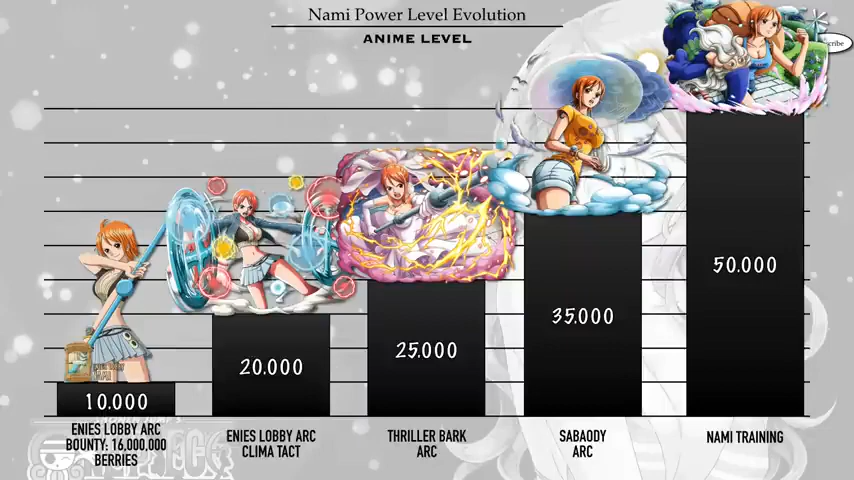 Nami Power Level Evolution
ANIME LEVEL
50.000
35.000
25.000
20.000
10.000
ENIES LOBBY ARC
BOUNTY: 16,000.000
BERRIES
ENIES LOBBY ARC
CLIMA TACT
THRILLER BARK
ARC
SABAODY
ARC
NAMI TRAINING